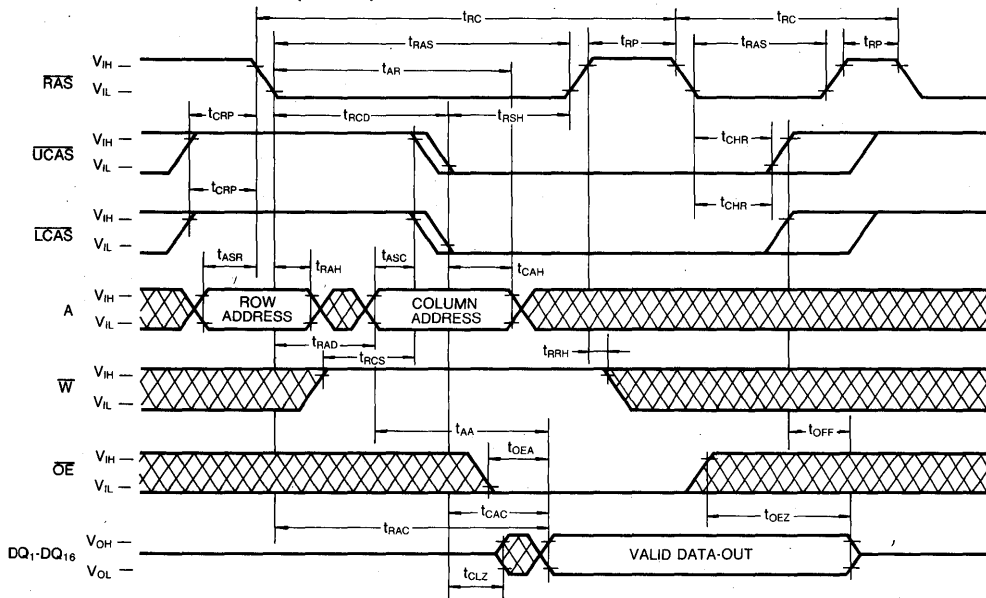 tRC tRC
tRAS tRP tRAS tRP
tAR
RAS VIH
VIL
tCRP tRCD tRSH
UCAS VIH
VIL
tCHR
tCRP
LCAS VIH
VIL
tCHR
tASR tRAH tASC tCAH
A VIH
VIL
ROW ADDRESS
COLUMN ADDRESS
tRAD
tRCS
tRRH
W VIH
VIL
tAA tOFF
OE VIH
VIL
tOEA
tCAC tOEZ
tRAC
DQ1-DQ16 VOH
VOL
VALID DATA-OUT
tCLZ